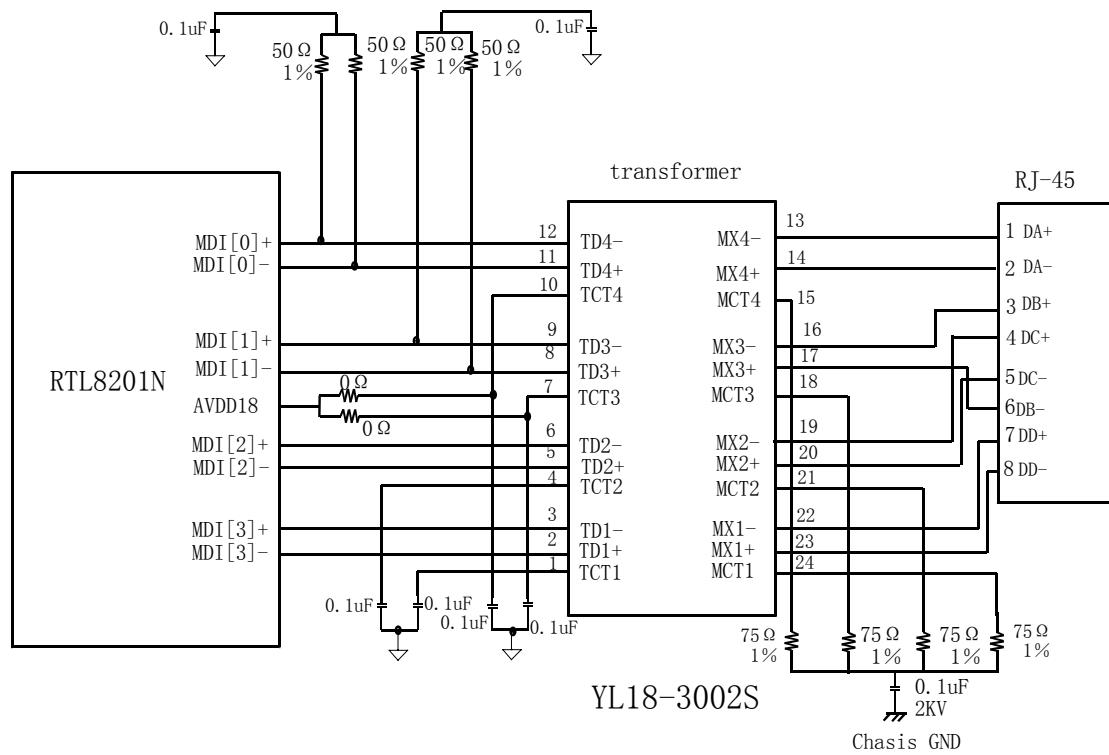 0.1uF
50Ω
1%
50Ω
1%
50Ω
1%
50Ω
1%
0.1uF
transformer
RJ-45
RTL8201N
MDI[0]+
MDI[0]-
MDI[1]+
MDI[1]-
AVDD18
MDI[2]+
MDI[2]-
MDI[3]+
MDI[3]-
0Ω
0Ω
12
11
10
9
8
7
6
5
4
3
2
1
TD4-
TD4+
TCT4
TD3-
TD3+
TCT3
TD2-
TD2+
TCT2
TD1-
TD1+
TCT1
MX4-
MX4+
MCT4
MX3-
MX3+
MCT3
MX2-
MX2+
MCT2
MX1-
MX1+
MCT1
13
14
15
16
17
18
19
20
21
22
23
24
1 DA+
2 DA-
3 DB+
4 DC+
5 DC-
6 DB-
7 DD+
8 DD-
0.1uF
0.1uF
0.1uF
0.1uF
75Ω
1%
75Ω
1%
75Ω
1%
75Ω
1%
YL18-3002S
0.1uF
2KV
Chasis GND